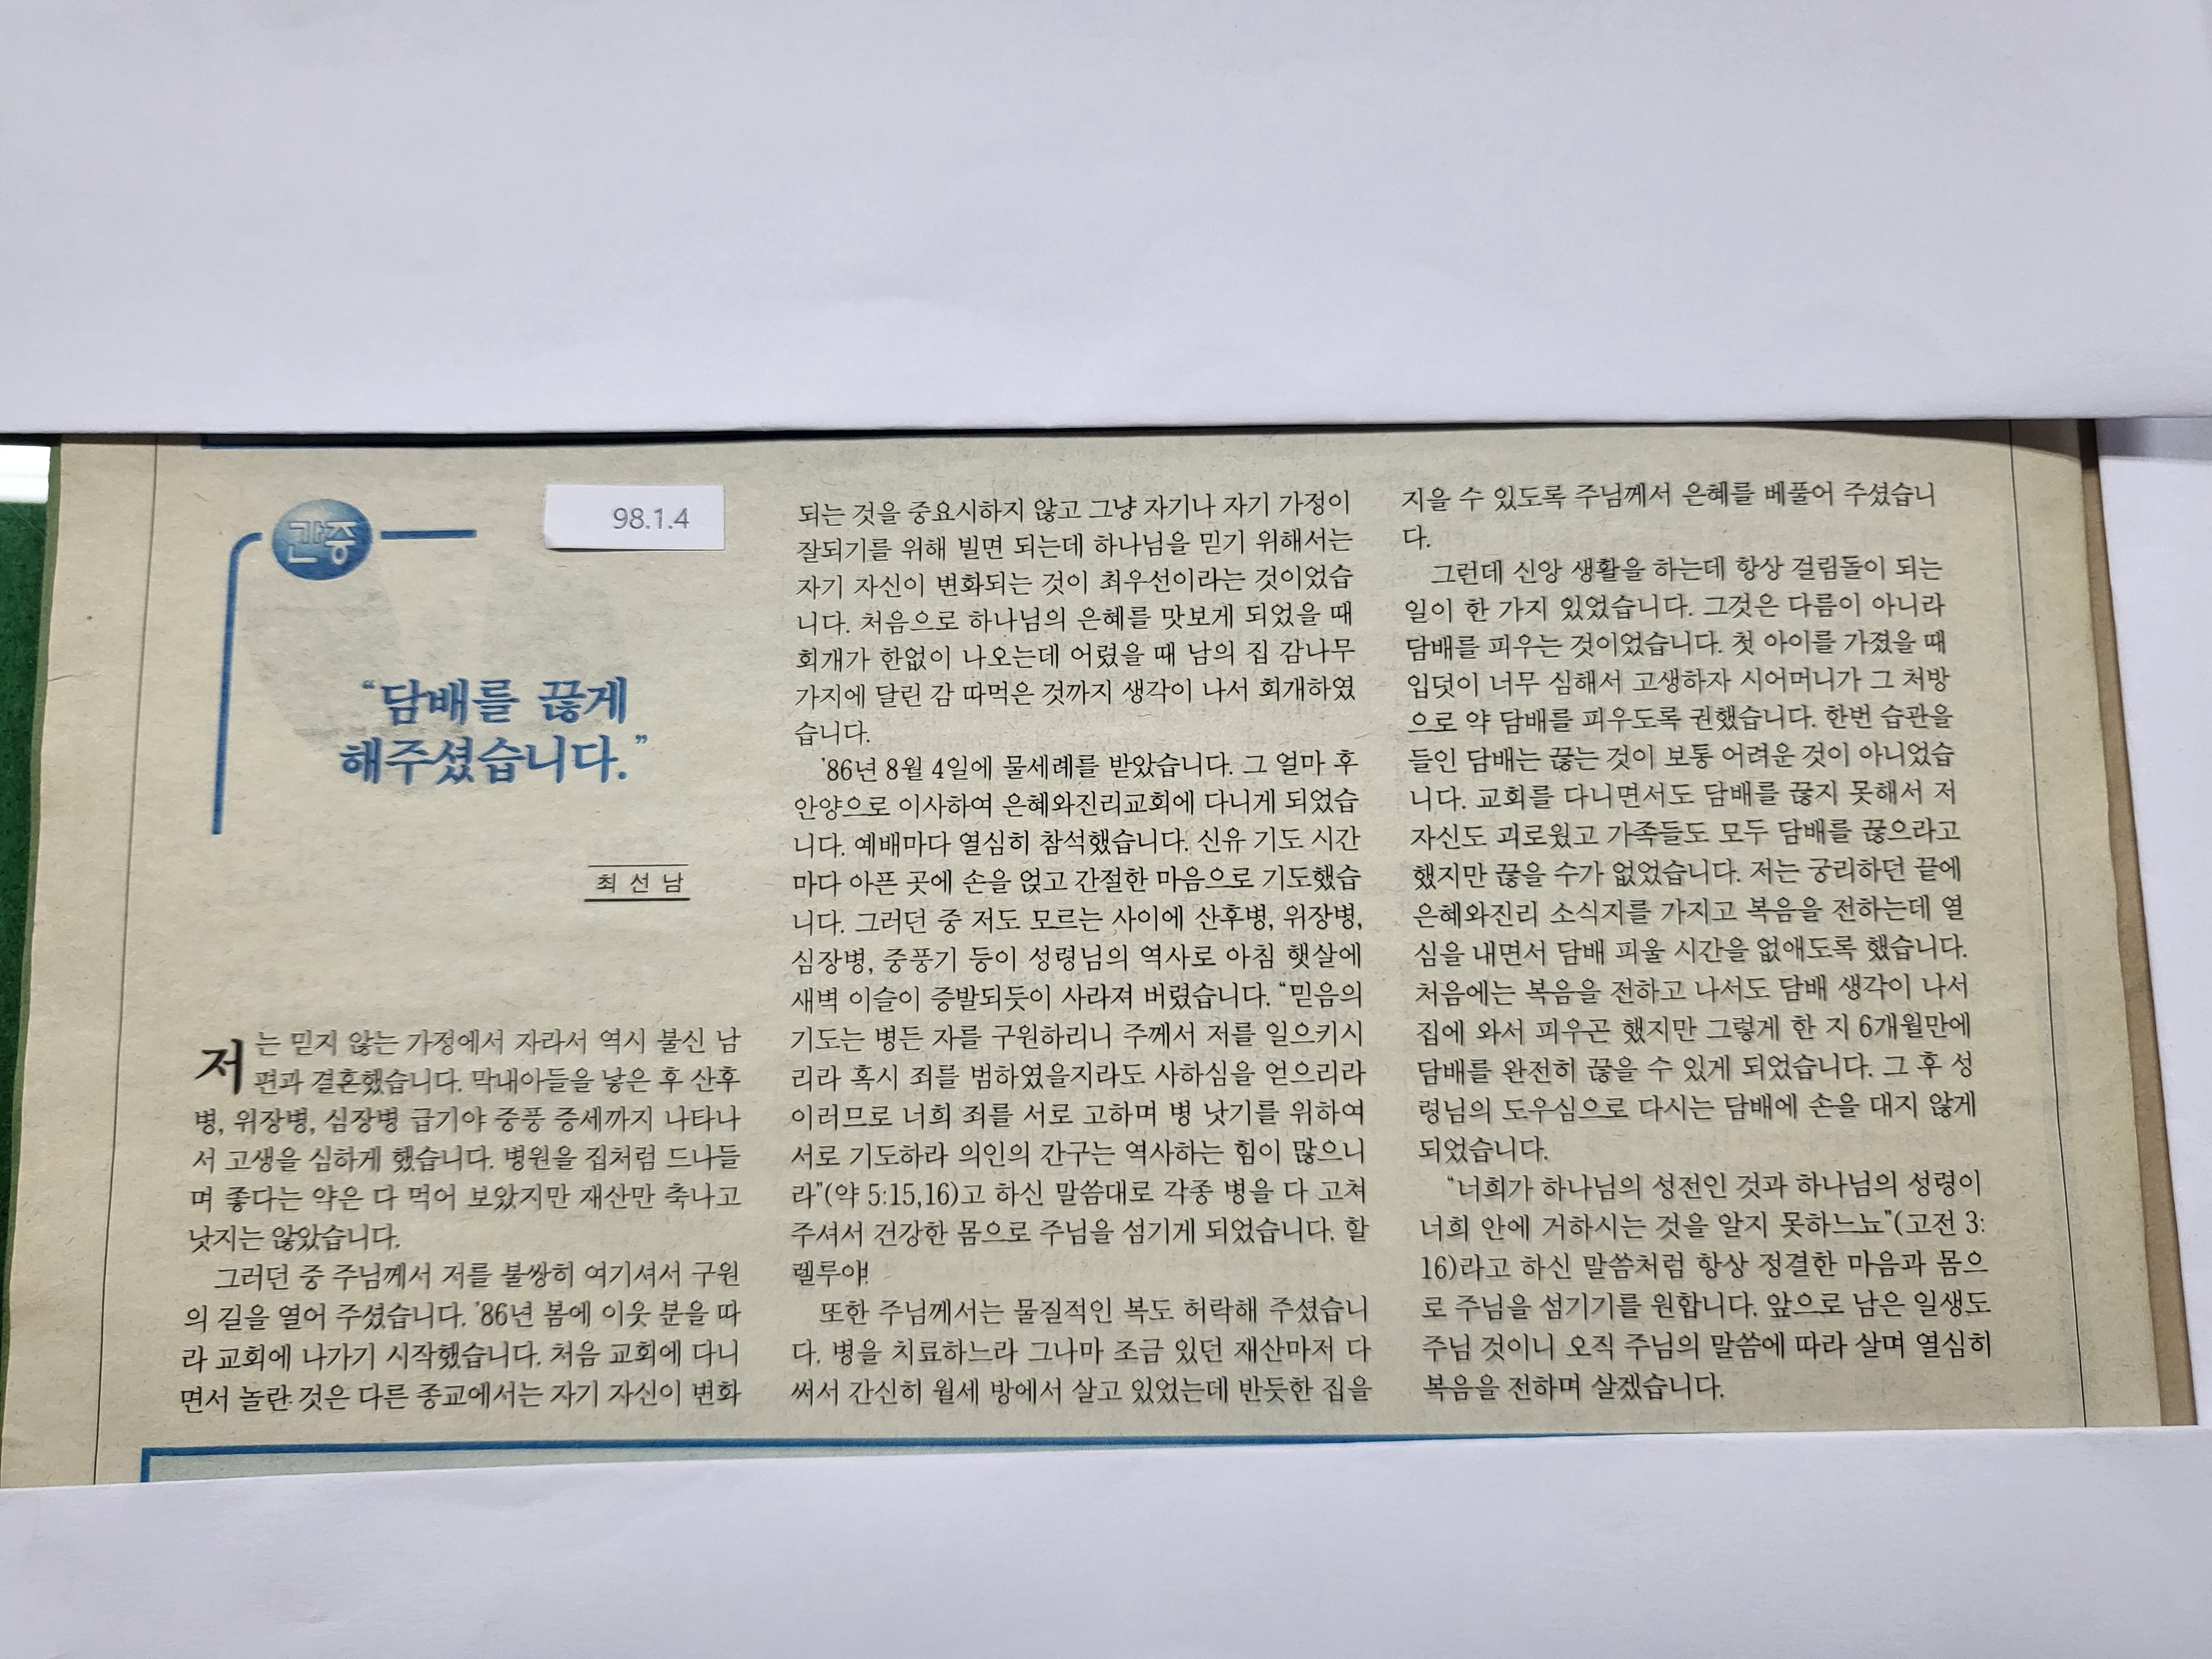 간증
98.1.4
“담배를 끊게
해주셨습니다.”
최선남
저는 믿지 않는 가정에서 자라서 역시 불신 남
편과 결혼했습니다. 막내아들을 낳은 후 산후
병, 위장병, 심장병 급기야 중풍 증세까지 나타나
서 고생을 심하게 했습니다. 병원을 집처럼 드나들
며 좋다는 약은 다 먹어 보았지만 재산만 축나고
낫지는 않았습니다.
그러던 중 주님께서 저를 불쌍히 여기셔서 구원
의 길을 열어 주셨습니다. '86년 봄에 이웃 분을 따
라 교회에 나가기 시작했습니다. 처음 교회에 다니
면서 놀란 것은 다른 종교에서는 자기 자신이 변화
되는 것을 중요시하지 않고 그냥 자기나 자기 가정이
잘되기를 위해 빌면 되는데 하나님을 믿기 위해서는
자기 자신이 변화되는 것이 최우선이라는 것이었습
니다. 처음으로 하나님의 은혜를 맛보게 되었을 때
회개가 한없이 나오는데 어렸을 때 남의 집 감나무
가지에 달린 감 따먹은 것까지 생각이 나서 회개하였
습니다.
'86년 8월 4일에 물세례를 받았습니다. 그 얼마 후
안양으로 이사하여 은혜와진리교회에 다니게 되었습
니다. 예배마다 열심히 참석했습니다. 신유 기도 시간
마다 아픈 곳에 손을 얹고 간절한 마음으로 기도했습
니다. 그러던 중 저도 모르는 사이에 산후병, 위장병,
심장병, 중풍기 등이 성령님의 역사로 아침 햇살에
새벽 이슬이 증발되듯이 사라져 버렸습니다. “믿음의
기도는 병든 자를 구원하리니 주께서 저를 일으키시
리라 혹시 죄를 범하였을지라도 사하심을 얻으리라
이러므로 너희 죄를 서로 고하며 병 낫기를 위하여
서로 기도하라 의인의 간구는 역사하는 힘이 많으니
라”(약 5:15,16)고 하신 말씀대로 각종 병을 다 고쳐
주셔서 건강한 몸으로 주님을 섬기게 되었습니다. 할
렐루야!
또한 주님께서는 물질적인 복도 허락해 주셨습니
다. 병을 치료하느라 그나마 조금 있던 재산마저 다
써서 간신히 월세 방에서 살고 있었는데 반듯한 집을
지을 수 있도록 주님께서 은혜를 베풀어 주셨습니
다.
그런데 신앙 생활을 하는데 항상 걸림돌이 되는
일이 한 가지 있었습니다. 그것은 다름이 아니라
담배를 피우는 것이었습니다. 첫 아이를 가졌을 때
입덧이 너무 심해서 고생하자 시어머니가 그 처방
으로 약 담배를 피우도록 권했습니다. 한번 습관을
들인 담배는 끊는 것이 보통 어려운 것이 아니었습
니다. 교회를 다니면서도 담배를 끊지 못해서 저
자신도 괴로웠고 가족들도 모두 담배를 끊으라고
했지만 끊을 수가 없었습니다. 저는 궁리하던 끝에
은혜와진리 소식지를 가지고 복음을 전하는데 열
심을 내면서 담배 피울 시간을 없애도록 했습니다.
처음에는 복음을 전하고 나서도 담배 생각이 나서
집에 와서 피우곤 했지만 그렇게 한 지 6개월만에
담배를 완전히 끊을 수 있게 되었습니다. 그 후 성
령님의 도우심으로 다시는 담배에 손을 대지 않게
되었습니다.
“너희가 하나님의 성전인 것과 하나님의 성령이
너희 안에 거하시는 것을 알지 못하느뇨”(고전 3:
16)라고 하신 말씀처럼 항상 정결한 마음과 몸으
로 주님을 섬기기를 원합니다. 앞으로 남은 일생도
주님 것이니 오직 주님의 말씀에 따라 살며 열심히
복음을 전하며 살겠습니다.